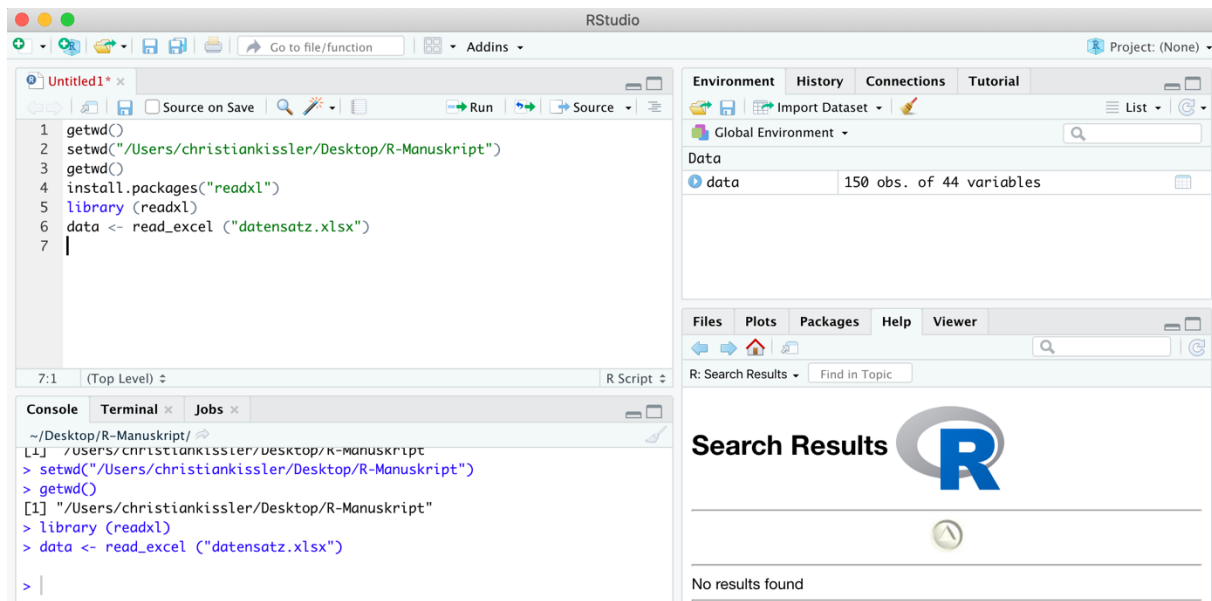 RStudio
Go to file/function
Addins
Project: (None)
Untitled1*
Source on Save
Run
Source
1 getwd()
2 setwd("/Users/christiankissler/Desktop/R-Manuskript")
3 getwd()
4 install.packages("readxl")
5 library (readxl)
6 data <- read_excel ("datensatz.xlsx")
7
7:1 (Top Level) R Script
Console Terminal Jobs
~/Desktop/R-Manuskript/
[1] "/Users/christiankissler/Desktop/R-Manuskript"
> setwd("/Users/christiankissler/Desktop/R-Manuskript")
> getwd()
[1] "/Users/christiankissler/Desktop/R-Manuskript"
> library (readxl)
> data <- read_excel ("datensatz.xlsx")
>
Environment History Connections Tutorial
Import Dataset
List
Global Environment
Data
data 150 obs. of 44 variables
Files Plots Packages Help Viewer
R: Search Results Find in Topic
Search Results R
No results found